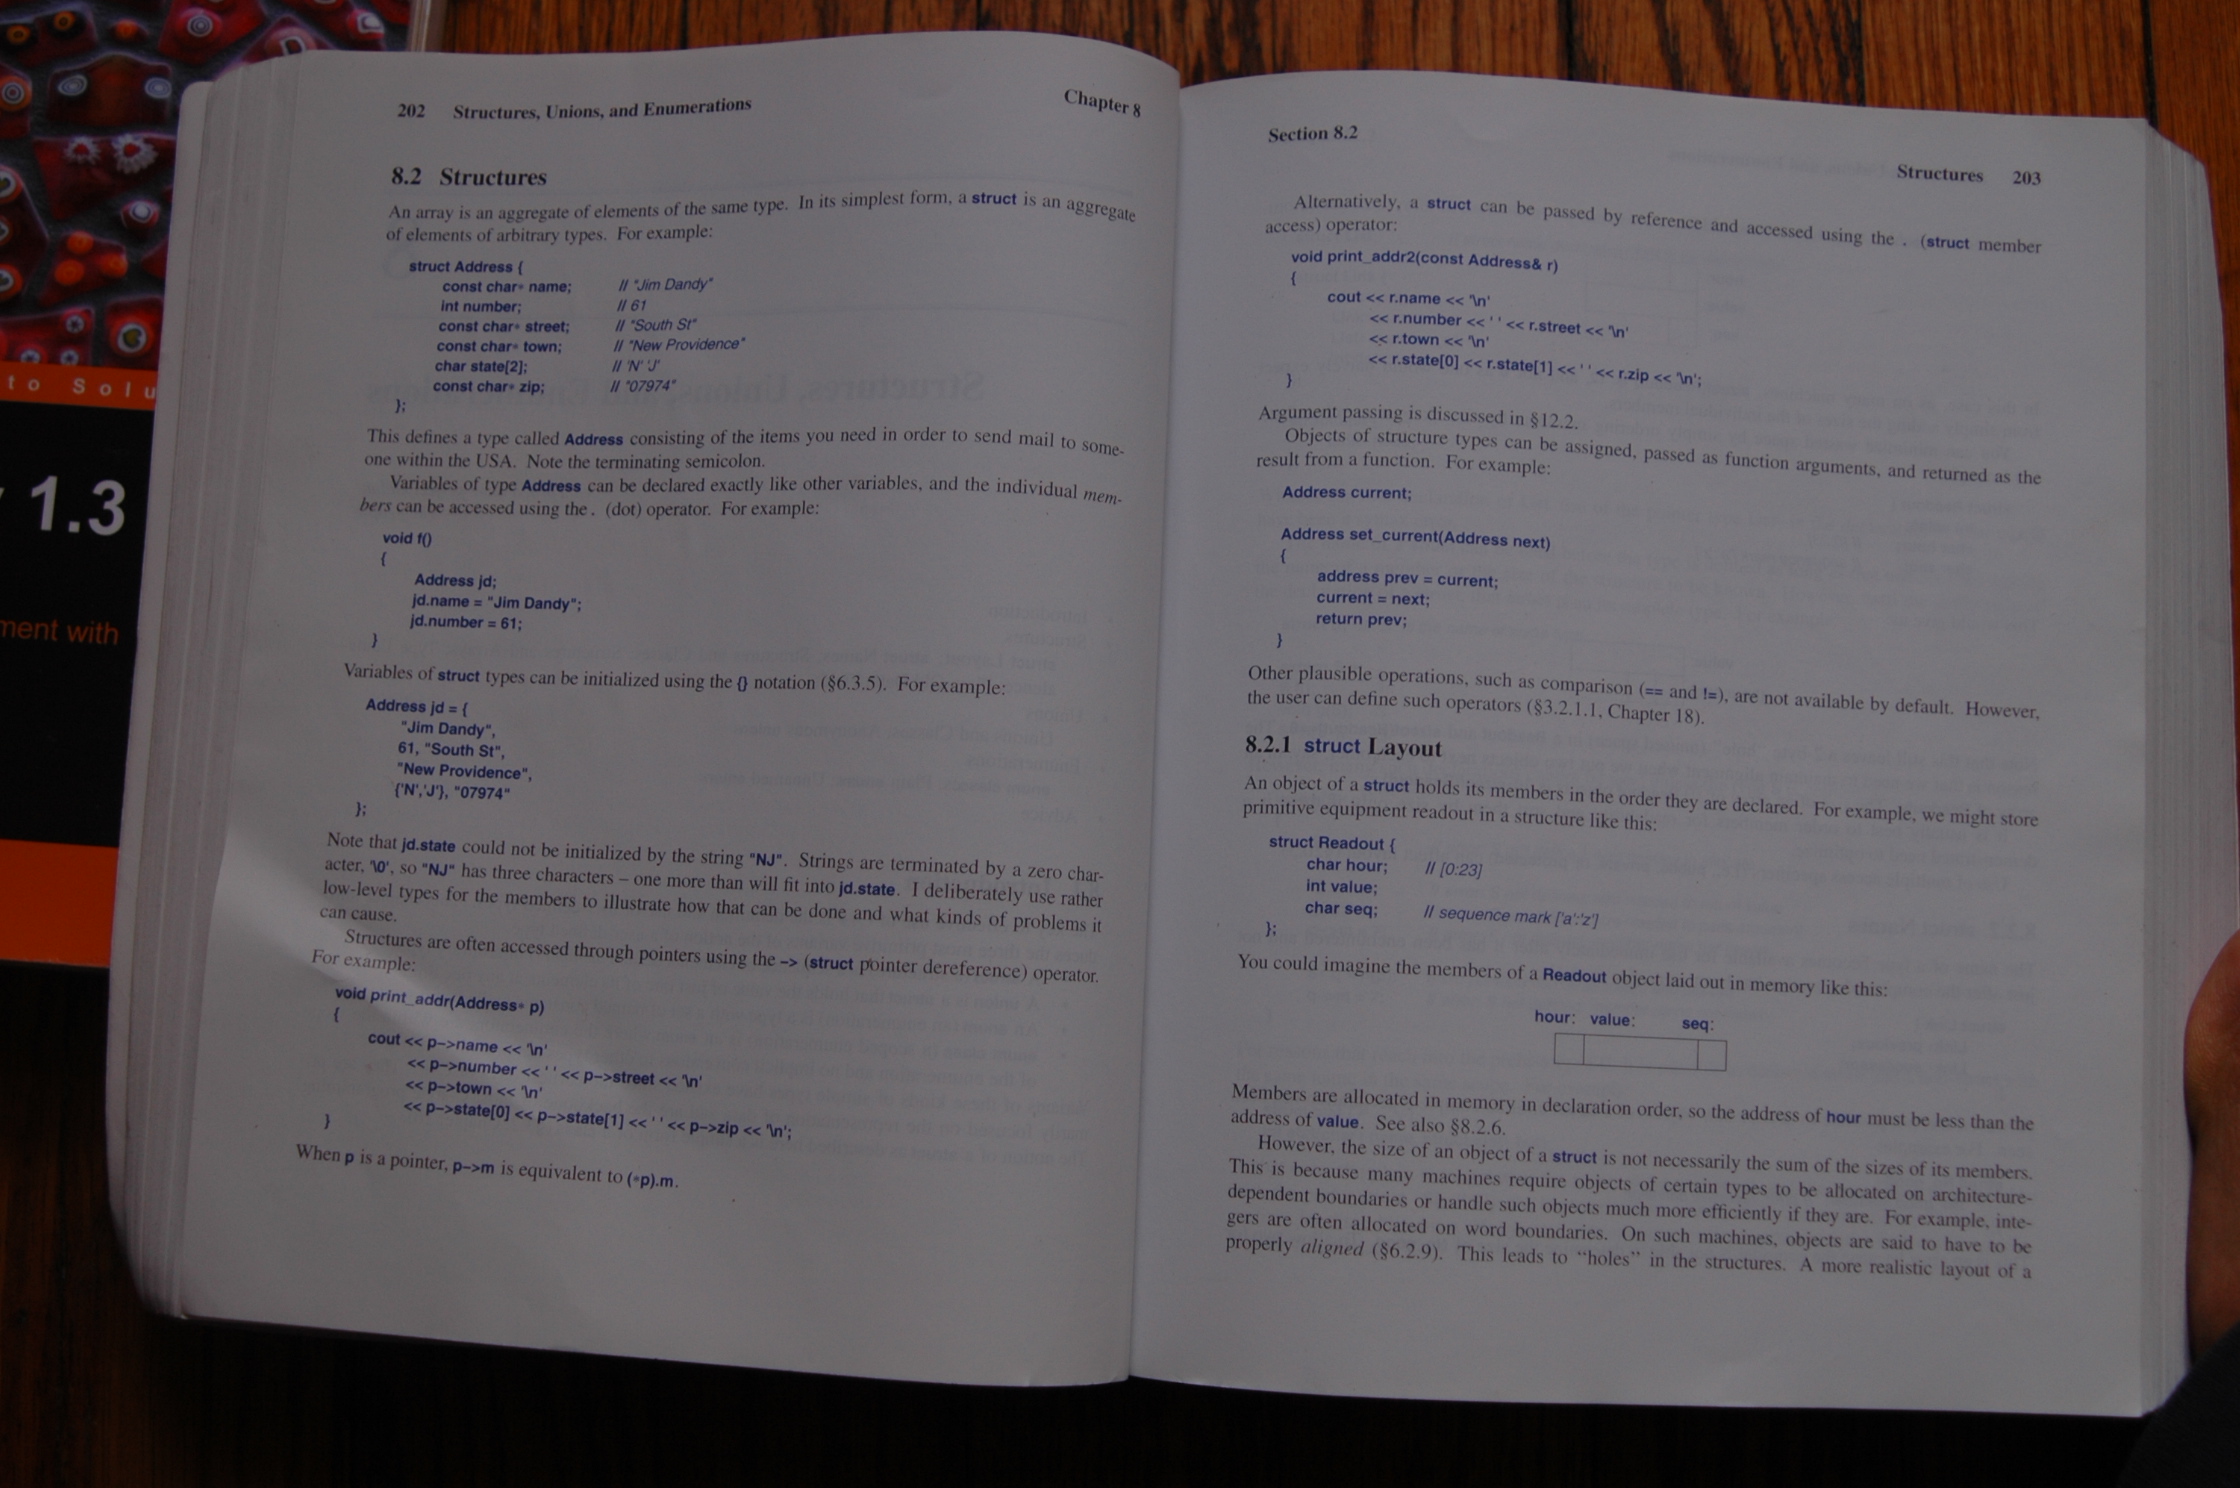 to Solu
1.3
ment with
202 Structures, Unions, and Enumerations Chapter 8
8.2 Structures
An array is an aggregate of elements of the same type. In its simplest form, a struct is an aggregate
of elements of arbitrary types. For example:
struct Address {
const char* name; // "Jim Dandy"
int number; // 61
const char* street; // "South St"
const char* town; // "New Providence"
char state[2]; // 'N' 'J'
const char* zip; // "07974"
};
This defines a type called Address consisting of the items you need in order to send mail to some-
one within the USA. Note the terminating semicolon.
Variables of type Address can be declared exactly like other variables, and the individual mem-
bers can be accessed using the . (dot) operator. For example:
void f()
{
Address jd;
jd.name = "Jim Dandy";
jd.number = 61;
}
Variables of struct types can be initialized using the {} notation (§6.3.5). For example:
Address jd = {
"Jim Dandy",
61, "South St",
"New Providence",
{'N','J'}, "07974"
};
Note that jd.state could not be initialized by the string "NJ". Strings are terminated by a zero char-
acter, '\0', so "NJ" has three characters – one more than will fit into jd.state. I deliberately use rather
low-level types for the members to illustrate how that can be done and what kinds of problems it
can cause.
Structures are often accessed through pointers using the –> (struct pointer dereference) operator.
For example:
void print_addr(Address* p)
{
cout << p–>name << '\n'
<< p–>number << ' ' << p–>street << '\n'
<< p–>town << '\n'
<< p–>state[0] << p–>state[1] << ' ' << p–>zip << '\n';
}
When p is a pointer, p–>m is equivalent to (*p).m.
Section 8.2 Structures 203
Alternatively, a struct can be passed by reference and accessed using the . (struct member
access) operator:
void print_addr2(const Address& r)
{
cout << r.name << '\n'
<< r.number << ' ' << r.street << '\n'
<< r.town << '\n'
<< r.state[0] << r.state[1] << ' ' << r.zip << '\n';
}
Argument passing is discussed in §12.2.
Objects of structure types can be assigned, passed as function arguments, and returned as the
result from a function. For example:
Address current;
Address set_current(Address next)
{
address prev = current;
current = next;
return prev;
}
Other plausible operations, such as comparison (== and !=), are not available by default. However,
the user can define such operators (§3.2.1.1, Chapter 18).
8.2.1 struct Layout
An object of a struct holds its members in the order they are declared. For example, we might store
primitive equipment readout in a structure like this:
struct Readout {
char hour; // [0:23]
int value;
char seq; // sequence mark ['a':'z']
};
You could imagine the members of a Readout object laid out in memory like this:
hour: value: seq:
Members are allocated in memory in declaration order, so the address of hour must be less than the
address of value. See also §8.2.6.
However, the size of an object of a struct is not necessarily the sum of the sizes of its members.
This is because many machines require objects of certain types to be allocated on architecture-
dependent boundaries or handle such objects much more efficiently if they are. For example, inte-
gers are often allocated on word boundaries. On such machines, objects are said to have to be
properly aligned (§6.2.9). This leads to "holes" in the structures. A more realistic layout of a